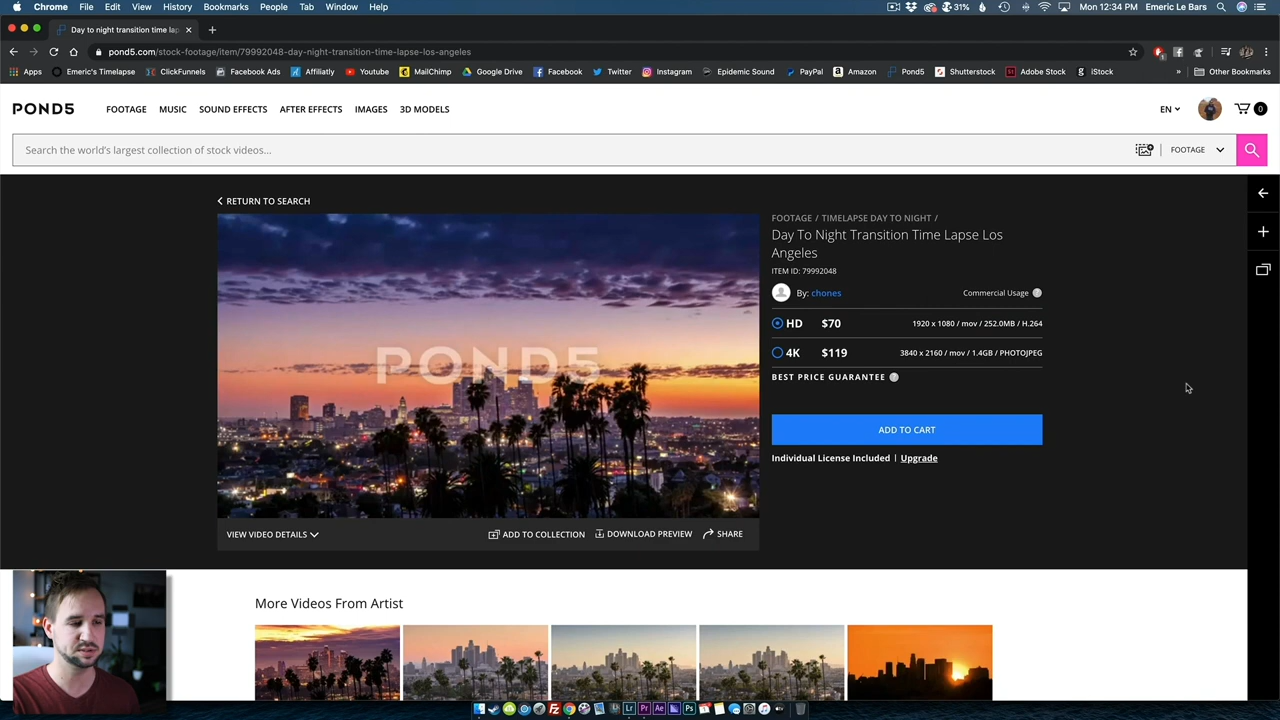 Chrome File Edit View History Bookmarks People Tab Window Help
31% Mon 12:34 PM Emeric Le Bars
Day to night transition time lap
pond5.com/stock-footage/item/79992048-day-night-transition-time-lapse-los-angeles
Apps Emeric's Timelapse ClickFunnels Facebook Ads Affiliatly Youtube MailChimp Google Drive Facebook Twitter Instagram Epidemic Sound PayPal Amazon Pond5 Shutterstock Adobe Stock iStock » Other Bookmarks
POND5 FOOTAGE MUSIC SOUND EFFECTS AFTER EFFECTS IMAGES 3D MODELS EN 0
Search the world's largest collection of stock videos... FOOTAGE
RETURN TO SEARCH
POND5
FOOTAGE / TIMELAPSE DAY TO NIGHT /
Day To Night Transition Time Lapse Los
Angeles
ITEM ID: 79992048
By: chones Commercial Usage ?
HD $70 1920 x 1080 / mov / 252.0MB / H.264
4K $119 3840 x 2160 / mov / 1.4GB / PHOTOJPEG
BEST PRICE GUARANTEE ?
ADD TO CART
Individual License Included | Upgrade
VIEW VIDEO DETAILS ADD TO COLLECTION DOWNLOAD PREVIEW SHARE
More Videos From Artist
Lr Pr Ae Ps